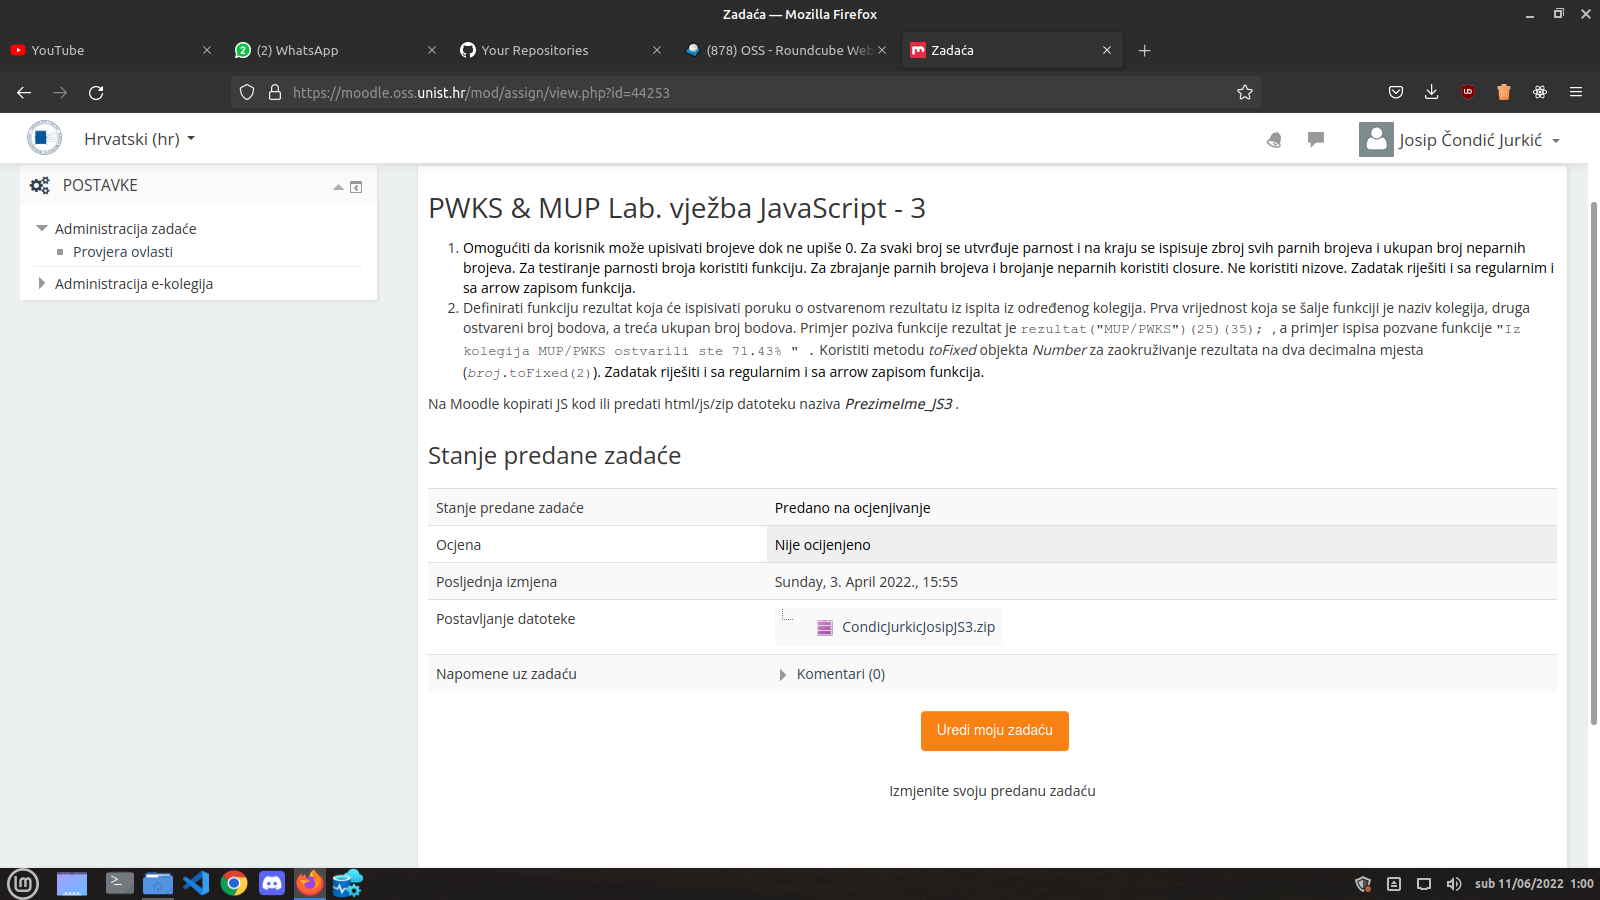 Zadaća — Mozilla Firefox
YouTube
(2) WhatsApp
Your Repositories
(878) OSS - Roundcube Web
Zadaća
https://moodle.oss.unist.hr/mod/assign/view.php?id=44253
Hrvatski (hr)
Josip Čondić Jurkić
POSTAVKE
Administracija zadaće
Provjera ovlasti
Administracija e-kolegija
PWKS & MUP Lab. vježba JavaScript - 3
1. Omogućiti da korisnik može upisivati brojeve dok ne upiše 0. Za svaki broj se utvrđuje parnost i na kraju se ispisuje zbroj svih parnih brojeva i ukupan broj neparnih
brojeva. Za testiranje parnosti broja koristiti funkciju. Za zbrajanje parnih brojeva i brojanje neparnih koristiti closure. Ne koristiti nizove. Zadatak riješiti i sa regularnim i
sa arrow zapisom funkcija.
2. Definirati funkciju rezultat koja će ispisivati poruku o ostvarenom rezultatu iz ispita iz određenog kolegija. Prva vrijednost koja se šalje funkciji je naziv kolegija, druga
ostvareni broj bodova, a treća ukupan broj bodova. Primjer poziva funkcije rezultat je rezultat("MUP/PWKS")(25)(35); , a primjer ispisa pozvane funkcije "Iz
kolegija MUP/PWKS ostvarili ste 71.43% " . Koristiti metodu toFixed objekta Number za zaokruživanje rezultata na dva decimalna mjesta
(broj.toFixed(2)). Zadatak riješiti i sa regularnim i sa arrow zapisom funkcija.
Na Moodle kopirati JS kod ili predati html/js/zip datoteku naziva PrezimeIme_JS3 .
Stanje predane zadaće
Stanje predane zadaće Predano na ocjenjivanje
Ocjena Nije ocijenjeno
Posljednja izmjena Sunday, 3. April 2022., 15:55
Postavljanje datoteke CondicJurkicJosipJS3.zip
Napomene uz zadaću Komentari (0)
Uredi moju zadaću
Izmjenite svoju predanu zadaću
sub 11/06/2022 1:00